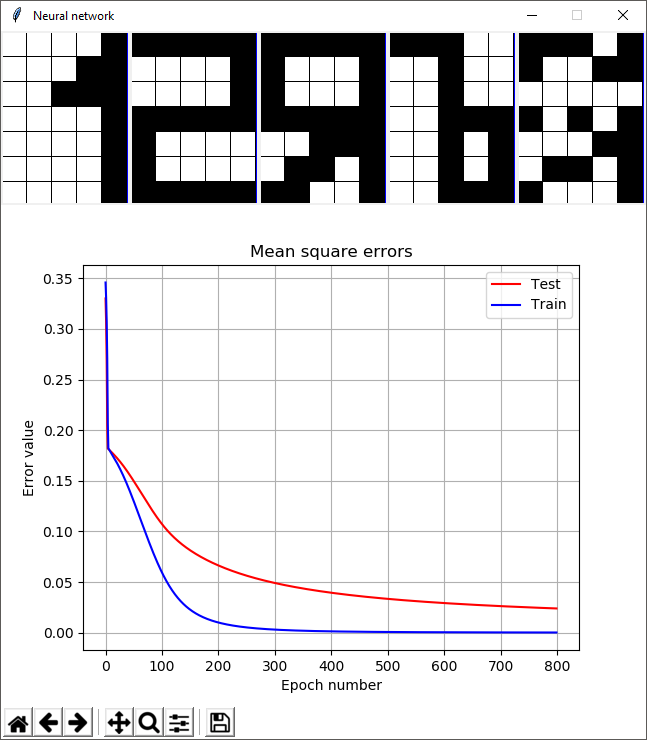 Neural network
Mean square errors
Test
Train
0.35
0.30
0.25
0.20
0.15
0.10
0.05
0.00
Error value
0 100 200 300 400 500 600 700 800
Epoch number